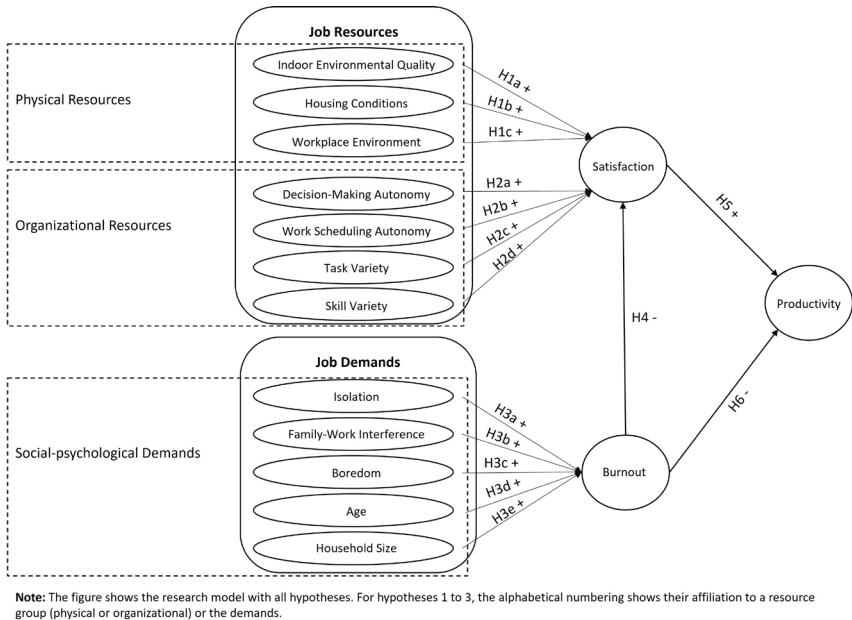 Job Resources
Physical Resources
Indoor Environmental Quality
Housing Conditions
Workplace Environment
H1a +
H1b +
H1c +
Organizational Resources
Decision-Making Autonomy
Work Scheduling Autonomy
Task Variety
Skill Variety
H2a +
H2b +
H2c +
H2d +
Satisfaction
H5 +
Productivity
H4 -
H6 -
Job Demands
Social-psychological Demands
Isolation
Family-Work Interference
Boredom
Age
Household Size
H3a +
H3b +
H3c +
H3d +
H3e +
Burnout
Note: The figure shows the research model with all hypotheses. For hypotheses 1 to 3, the alphabetical numbering shows their affiliation to a resource
group (physical or organizational) or the demands.